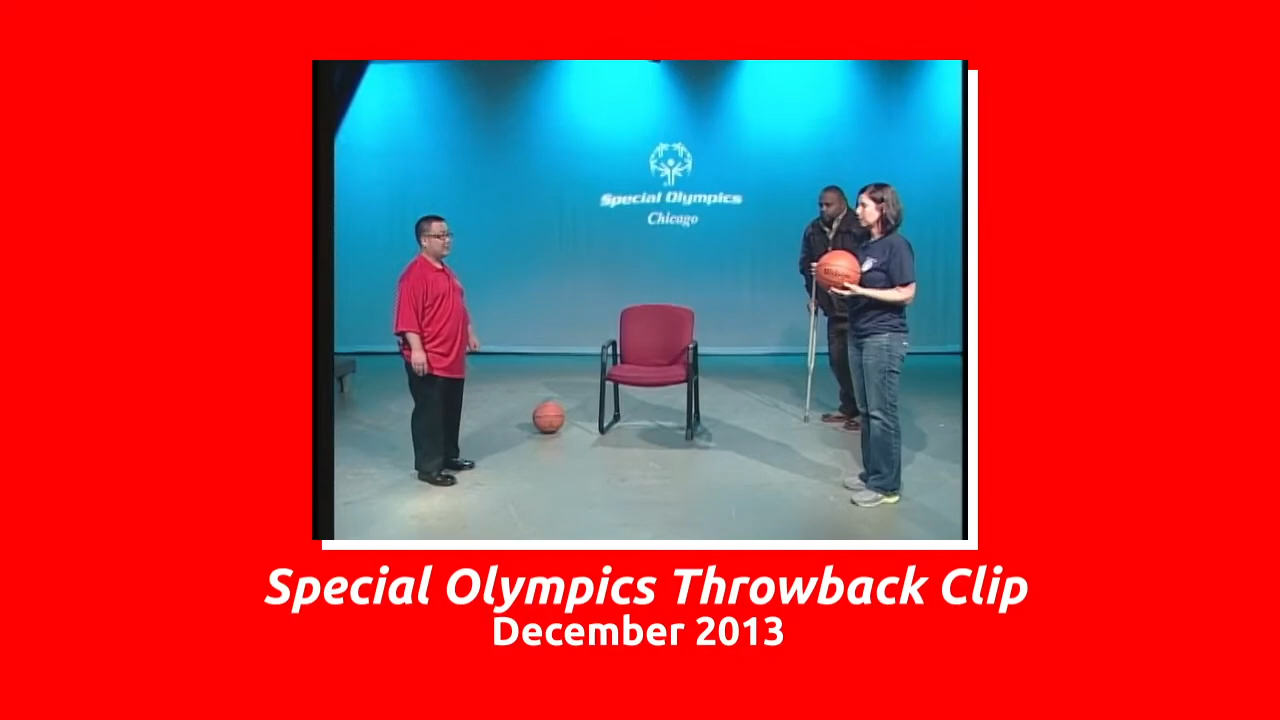 Special Olympics
Chicago
Wilson
Special Olympics Throwback Clip
December 2013